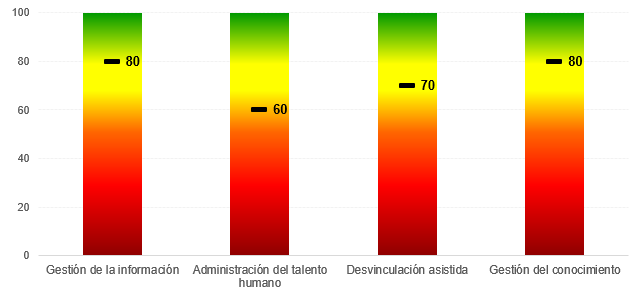 100
80
60
40
20
0
80
60
70
80
Gestión de la información
Administración del talento
humano
Desvinculación asistida
Gestión del conocimiento